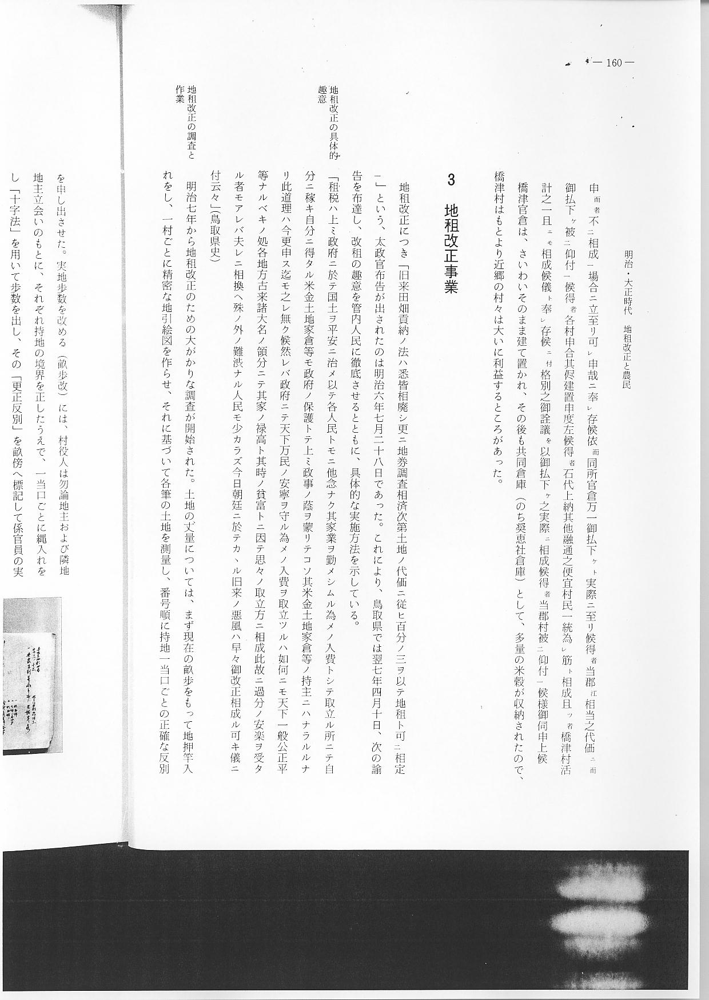 — 160 —
明治・大正時代　地租改正と農民
申而者不ニ相成一場合ニ立至リ可レ申哉ニ奉レ存候依而同所官倉万一御払下ヶト実際ニ至リ候得者当郡江相当之代価ニ而
御払下ヶ被ニ仰付一候得者各村申合其侭建置申度左候得者石代上納其他融通之便宜村民一統為レ筋ト相成且ッ者橋津村活
計之一且ニモ相成候儀ト奉レ存候ニ付格別之御詮議を以御払下ヶ之実際ニ相成候得者当郡村被ニ仰付一候様御伺申上候
橋津官倉は、さいわいそのまま建て置かれ、その後も共同倉庫（のち奨恵社倉庫）として、多量の米穀が収納されたので、
橋津村はもとより近郷の村々は大いに利益するところがあった。
3　地租改正事業
地租改正につき「旧来田畑貢納ノ法ハ悉皆相廃シ更ニ地券調査相済次第土地ノ代価ニ従ヒ百分ノ三ヲ以テ地租ト可ニ相定
一」という、太政官布告が出されたのは明治六年七月二十八日であった。これにより、鳥取県では翌七年四月十日、次の諭
告を布達し、改租の趣意を管内人民に徹底させるとともに、具体的な実施方法を示している。
地租改正の具体的
趣意
「租税ハ上ミ政府ニ於テ国土ヲ平安ニ治メ以テ各人民トモニ他念ナク其家業ヲ勤メシムル為メノ入費トシテ取立ル所ニテ自
分ニ稼キ自分ニ得タル米金土地家倉等モ政府ノ保護トテ上ミ政事ノ蔭ヲ蒙リテコソ其米金土地家倉等ノ持主ニハナラルルナ
リ此道理ハ今更申ス迄モ之レ無ク候然レバ政府ニテ天下万民ノ安寧ヲ守ル為メノ入費ヲ取立ツルハ如何ニモ天下一般公正平
等ナルベキノ処各地方古来諸大名ノ領分ニテ其家ノ禄高ト其時ノ貧富トニ因テ思々ノ取立方ニ相成此故ニ過分ノ安楽ヲ受タ
ル者モアレバ夫レニ相換ヘ殊ノ外ノ難渋ナル人民モ少カラズ今日朝廷ニ於テカヽル旧来ノ悪風ハ早々御改正相成ル可キ儀ニ
付云々」（鳥取県史）
地租改正の調査と
作業
明治七年から地租改正のための大がかりな調査が開始された。土地の丈量については、まず現在の畝歩をもって地押竿入
れをし、一村ごとに精密な地引絵図を作らせ、それに基づいて各筆の土地を測量し、番号順に持地一当口ごとの正確な反別
を申し出させた。実地歩数を改める（畝歩改）には、村役人は勿論地主および隣地
地主立会いのもとに、それぞれ持地の境界を正したうえで、一当口ごとに縄入れを
し「十字法」を用いて歩数を出し、その「更正反別」を畝傍へ標記して係官員の実